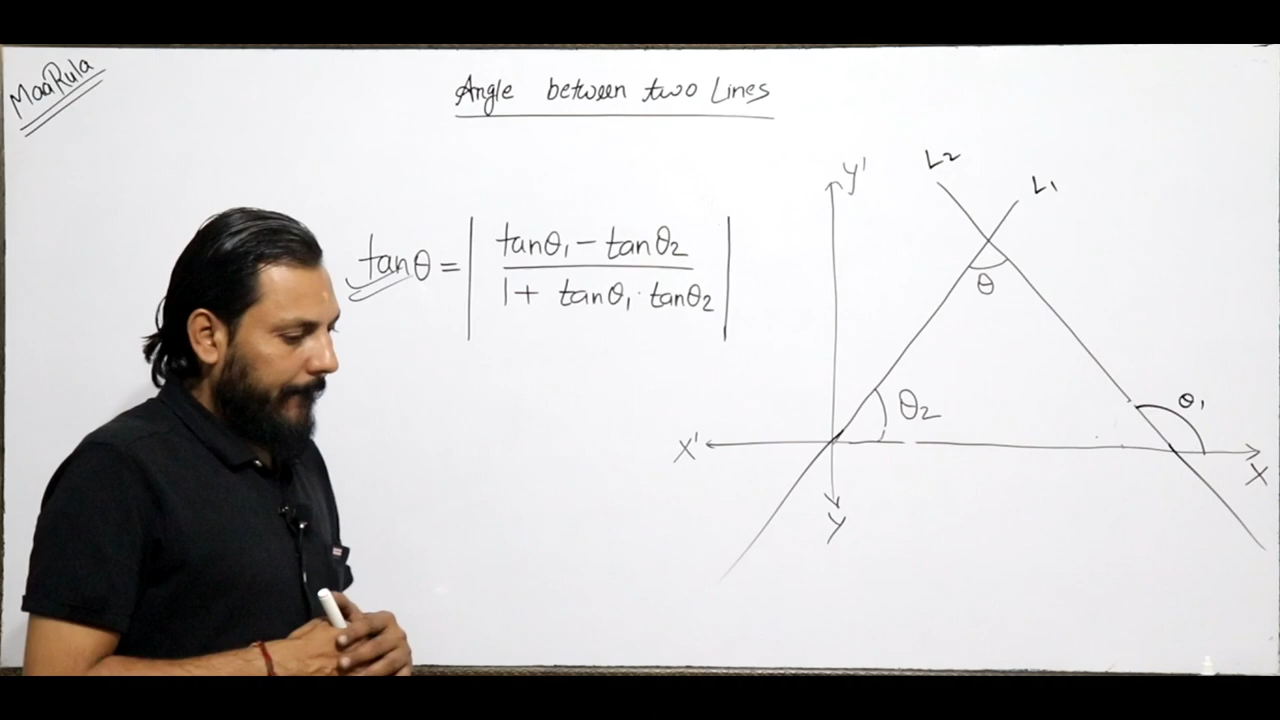 MaaRula
Angle between two Lines
tanθ = | tanθ₁ - tanθ₂ / 1 + tanθ₁ · tanθ₂ |
L2
L₁
Y'
θ
θ2
θ₁
X'
X
Y